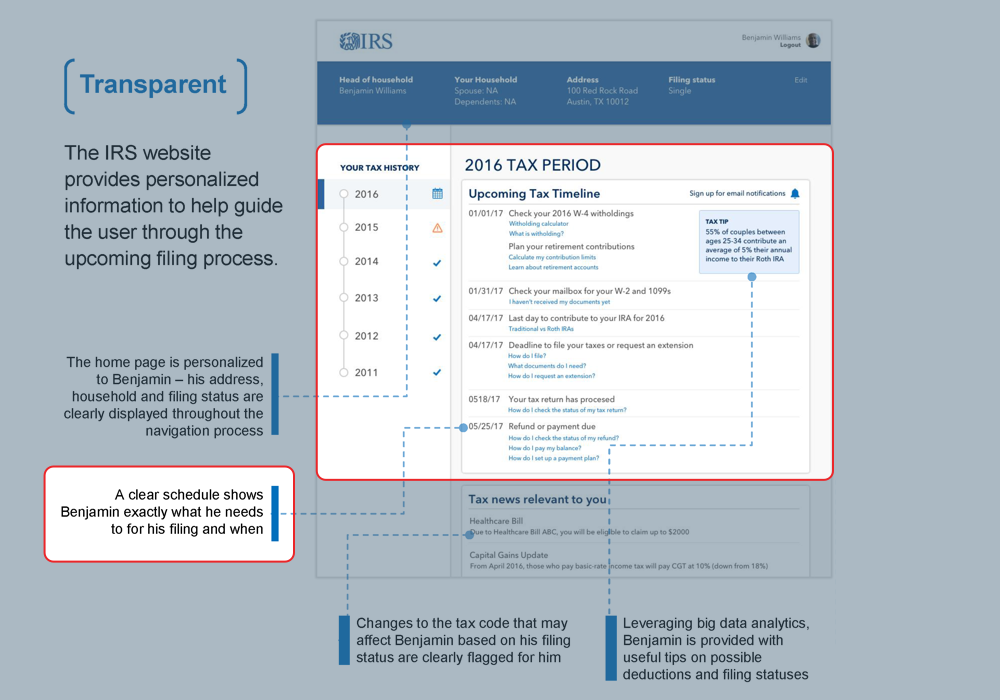 Transparent
The IRS website
provides personalized
information to help guide
the user through the
upcoming filing process.
The home page is personalized
to Benjamin – his address,
household and filing status are
clearly displayed throughout the
navigation process
A clear schedule shows
Benjamin exactly what he needs
to for his filing and when
IRS
Benjamin Williams
Logout
Head of household
Benjamin Williams
Your Household
Spouse: NA
Dependents: NA
Address
100 Red Rock Road
Austin, TX 10012
Filing status
Single
Edit
YOUR TAX HISTORY
2016
2015
2014
2013
2012
2011
2016 TAX PERIOD
Upcoming Tax Timeline
Sign up for email notifications
01/01/17 Check your 2016 W-4 witholdings
Witholding calculator
What is witholding?
Plan your retirement contributions
Calculate my contribution limits
Learn about retirement accounts
TAX TIP
55% of couples between
ages 25-34 contribute an
average of 5% their annual
income to their Roth IRA
01/31/17 Check your mailbox for your W-2 and 1099s
I haven't received my documents yet
04/17/17 Last day to contribute to your IRA for 2016
Traditional vs Roth IRAs
04/17/17 Deadline to file your taxes or request an extension
How do I file?
What documents do I need?
How do I request an extension?
0518/17 Your tax return has procesed
How do I check the status of my tax return?
05/25/17 Refund or payment due
How do I check the status of my refund?
How do I pay my balance?
How do I set up a payment plan?
Tax news relevant to you
Healthcare Bill
Due to Healthcare Bill ABC, you will be eligible to claim up to $2000
Capital Gains Update
From April 2016, those who pay basic-rate income tax will pay CGT at 10% (down from 18%)
Changes to the tax code that may
affect Benjamin based on his filing
status are clearly flagged for him
Leveraging big data analytics,
Benjamin is provided with
useful tips on possible
deductions and filing statuses